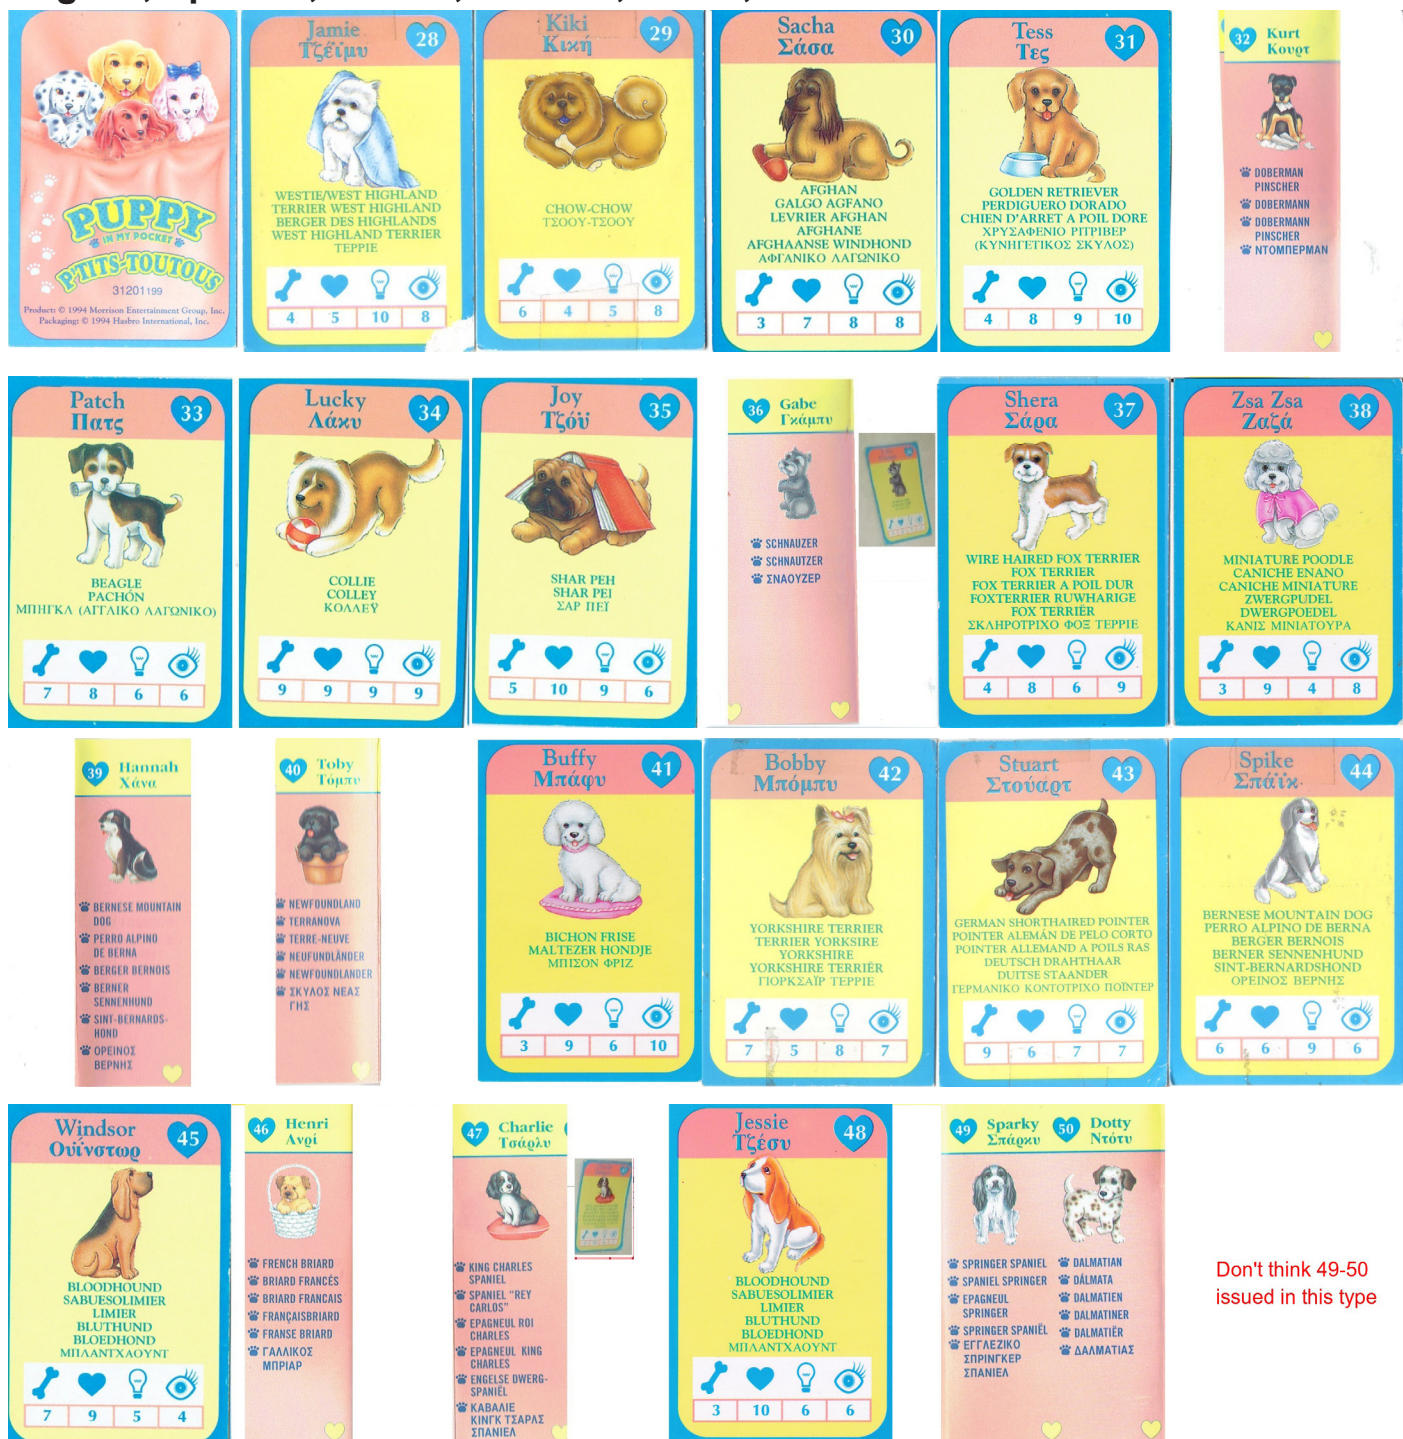 PUPPY
IN MY POCKET
P'TITS-TOUTOUS
31201199
Product: © 1994 Morrison Entertainment Group, Inc.
Packaging: © 1994 Hasbro International, Inc.
Jamie
Τζέϊμυ
28
WESTIE/WEST HIGHLAND
TERRIER WEST HIGHLAND
BERGER DES HIGHLANDS
WEST HIGHLAND TERRIER
ΤΕΡΡΙΕ
4 5 10 8
Kiki
Κική
29
CHOW-CHOW
ΤΣΟΟΥ-ΤΣΟΟΥ
6 4 5 8
Sacha
Σάσα
30
AFGHAN
GALGO AGFANO
LEVRIER AFGHAN
AFGHANE
AFGHAANSE WINDHOND
ΑΦΓΑΝΙΚΟ ΛΑΓΩΝΙΚΟ
3 7 8 8
Tess
Τες
31
GOLDEN RETRIEVER
PERDIGUERO DORADO
CHIEN D'ARRET A POIL DORE
ΧΡΥΣΑΦΕΝΙΟ ΡΙΤΡΙΒΕΡ
(ΚΥΝΗΓΕΤΙΚΟΣ ΣΚΥΛΟΣ)
4 8 9 10
32 Kurt
Κουρτ
DOBERMAN
PINSCHER
DOBERMANN
DOBERMANN
PINSCHER
ΝΤΟΜΠΕΡΜΑΝ
Patch
Πατς
33
BEAGLE
PACHÓN
ΜΠΗΓΚΛ (ΑΓΓΛΙΚΟ ΛΑΓΩΝΙΚΟ)
7 8 6 6
Lucky
Λάκυ
34
COLLIE
COLLEY
ΚΟΛΛΕΫ
9 9 9 9
Joy
Τζόϋ
35
SHAR PEH
SHAR PEI
ΣΑΡ ΠΕΪ
5 10 9 6
36 Gabe
Γκάμπυ
SCHNAUZER
SCHNAUTZER
ΣΝΑΟΥΖΕΡ
Shera
Σάρα
37
WIRE HAIRED FOX TERRIER
FOX TERRIER
FOX TERRIER A POIL DUR
FOXTERRIER RUWHARIGE
FOX TERRIËR
ΣΚΛΗΡΟΤΡΙΧΟ ΦΟΞ ΤΕΡΡΙΕ
4 8 6 9
Zsa Zsa
Ζαζά
38
MINIATURE POODLE
CANICHE ENANO
CANICHE MINIATURE
ZWERGPUDEL
DWERGPOEDEL
ΚΑΝΙΣ ΜΙΝΙΑΤΟΥΡΑ
3 9 4 8
39 Hannah
Χάνα
BERNESE MOUNTAIN
DOG
PERRO ALPINO
DE BERNA
BERGER BERNOIS
BERNER
SENNENHUND
SINT-BERNARDS-
HOND
ΟΡΕΙΝΟΣ
ΒΕΡΝΗΣ
40 Toby
Τόμπυ
NEWFOUNDLAND
TERRANOVA
TERRE-NEUVE
NEUFUNDLÄNDER
NEWFOUNDLANDER
ΣΚΥΛΟΣ ΝΕΑΣ
ΓΗΣ
Buffy
Μπάφυ
41
BICHON FRISE
MALTEZER HONDJE
ΜΠΙΣΟΝ ΦΡΙΖ
3 9 6 10
Bobby
Μπόμπυ
42
YORKSHIRE TERRIER
TERRIER YORKSIRE
YORKSHIRE
YORKSHIRE TERRIËR
ΓΙΟΡΚΣΑΪΡ ΤΕΡΡΙΕ
7 5 8 7
Stuart
Στούαρτ
43
GERMAN SHORTHAIRED POINTER
POINTER ALEMÁN DE PELO CORTO
POINTER ALLEMAND A POILS RAS
DEUTSCH DRAHTHAAR
DUITSE STAANDER
ΓΕΡΜΑΝΙΚΟ ΚΟΝΤΟΤΡΙΧΟ ΠΟΪΝΤΕΡ
9 6 7 7
Spike
Σπάϊκ
44
BERNESE MOUNTAIN DOG
PERRO ALPINO DE BERNA
BERGER BERNOIS
BERNER SENNENHUND
SINT-BERNARDSHOND
ΟΡΕΙΝΟΣ ΒΕΡΝΗΣ
6 6 9 6
Windsor
Ουΐνστορ
45
BLOODHOUND
SABUESOLIMIER
LIMIER
BLUTHUND
BLOEDHOND
ΜΠΛΑΝΤΧΑΟΥΝΤ
7 9 5 4
46 Henri
Ανρί
FRENCH BRIARD
BRIARD FRANCÉS
BRIARD FRANCAIS
FRANÇAISBRIARD
FRANSE BRIARD
ΓΑΛΛΙΚΟΣ
ΜΠΡΙΑΡ
47 Charlie
Τσάρλυ
KING CHARLES
SPANIEL
SPANIEL "REY
CARLOS"
EPAGNEUL ROI
CHARLES
EPAGNEUL KING
CHARLES
ENGELSE DWERG-
SPANIËL
ΚΑΒΑΛΙΕ
ΚΙΝΓΚ ΤΣΑΡΛΣ
ΣΠΑΝΙΕΛ
Jessie
Τζέσυ
48
BLOODHOUND
SABUESOLIMIER
LIMIER
BLUTHUND
BLOEDHOND
ΜΠΛΑΝΤΧΑΟΥΝΤ
3 10 6 6
49 Sparky
Σπάρκυ
SPRINGER SPANIEL
SPANIEL SPRINGER
EPAGNEUL
SPRINGER
SPRINGER SPANIËL
ΕΓΓΛΕΖΙΚΟ
ΣΠΡΙΝΓΚΕΡ
ΣΠΑΝΙΕΛ
50 Dotty
Ντότυ
DALMATIAN
DÁLMATA
DALMATIEN
DALMATINER
DALMATIËR
ΔΑΛΜΑΤΙΑΣ
Don't think 49-50
issued in this type